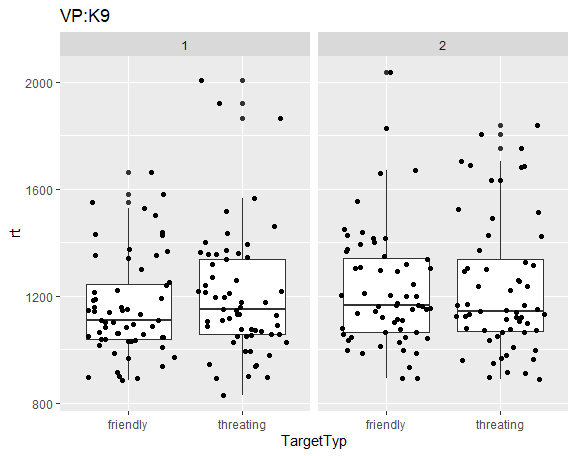 VP:K9
1 2
2000
1600
1200
800
rt
friendly threating friendly threating
TargetTyp